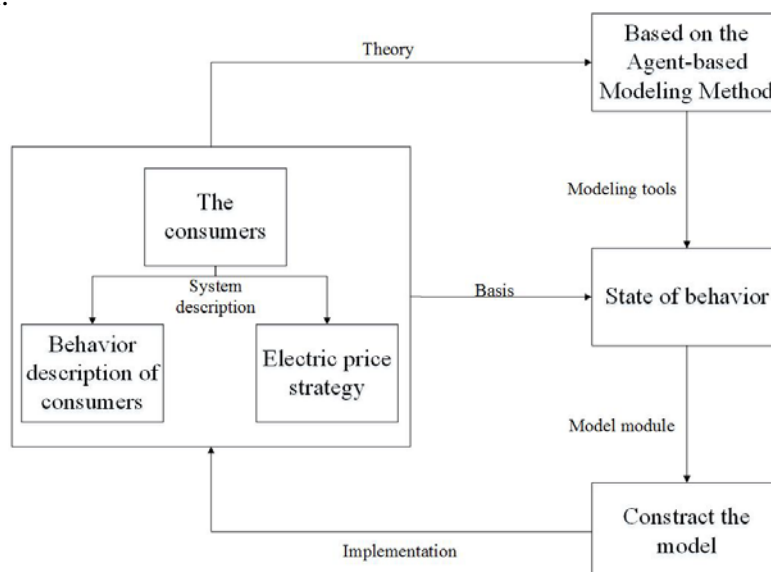 Theory
Based on the
Agent-based
Modeling Method
Modeling tools
The
consumers
System
description
Behavior
description of
consumers
Electric price
strategy
Basis
State of behavior
Model module
Constract the
model
Implementation